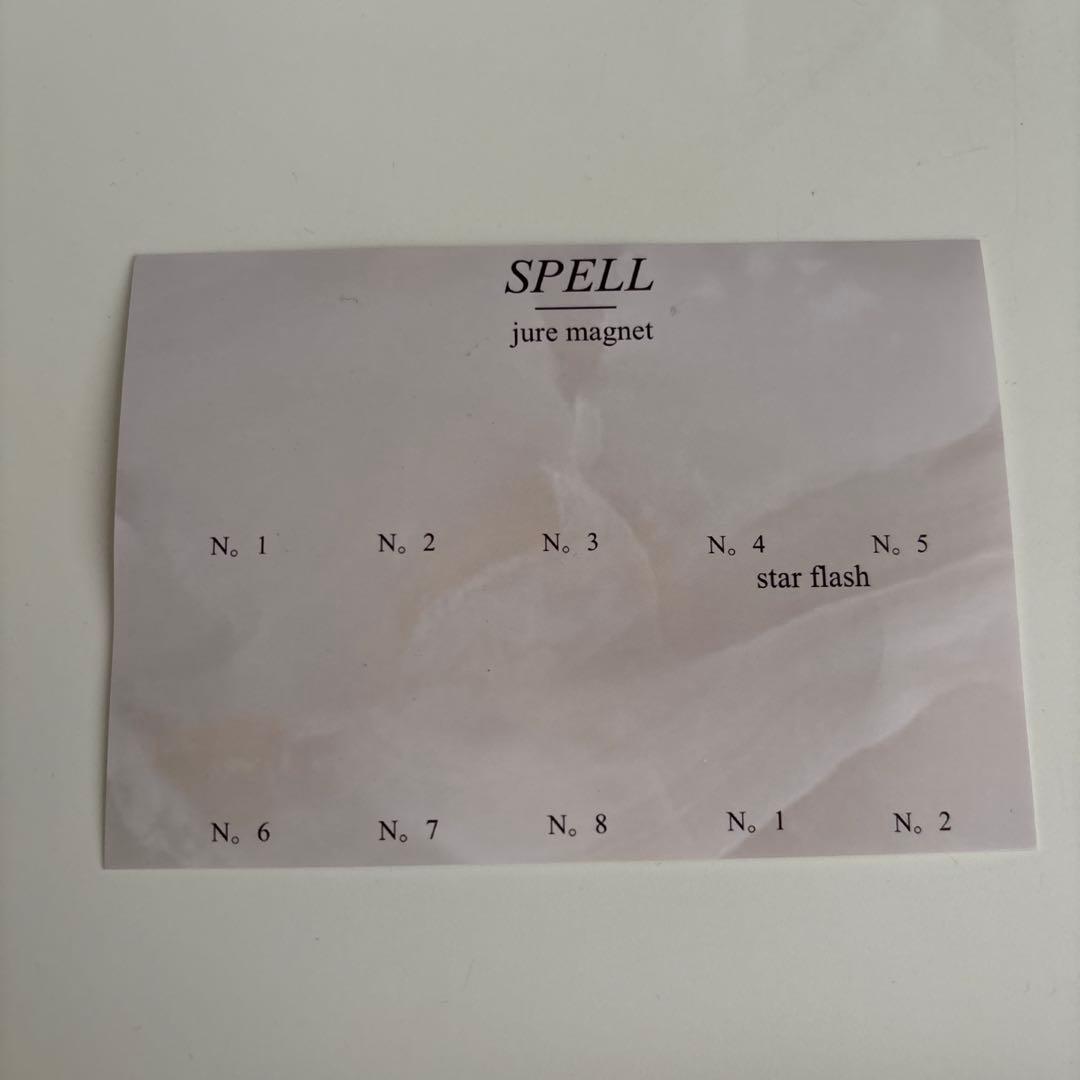 SPELL
jure magnet
N。 1 N。 2 N。 3 N。 4 N。 5
star flash
N。 6 N。 7 N。 8 N。 1 N。 2